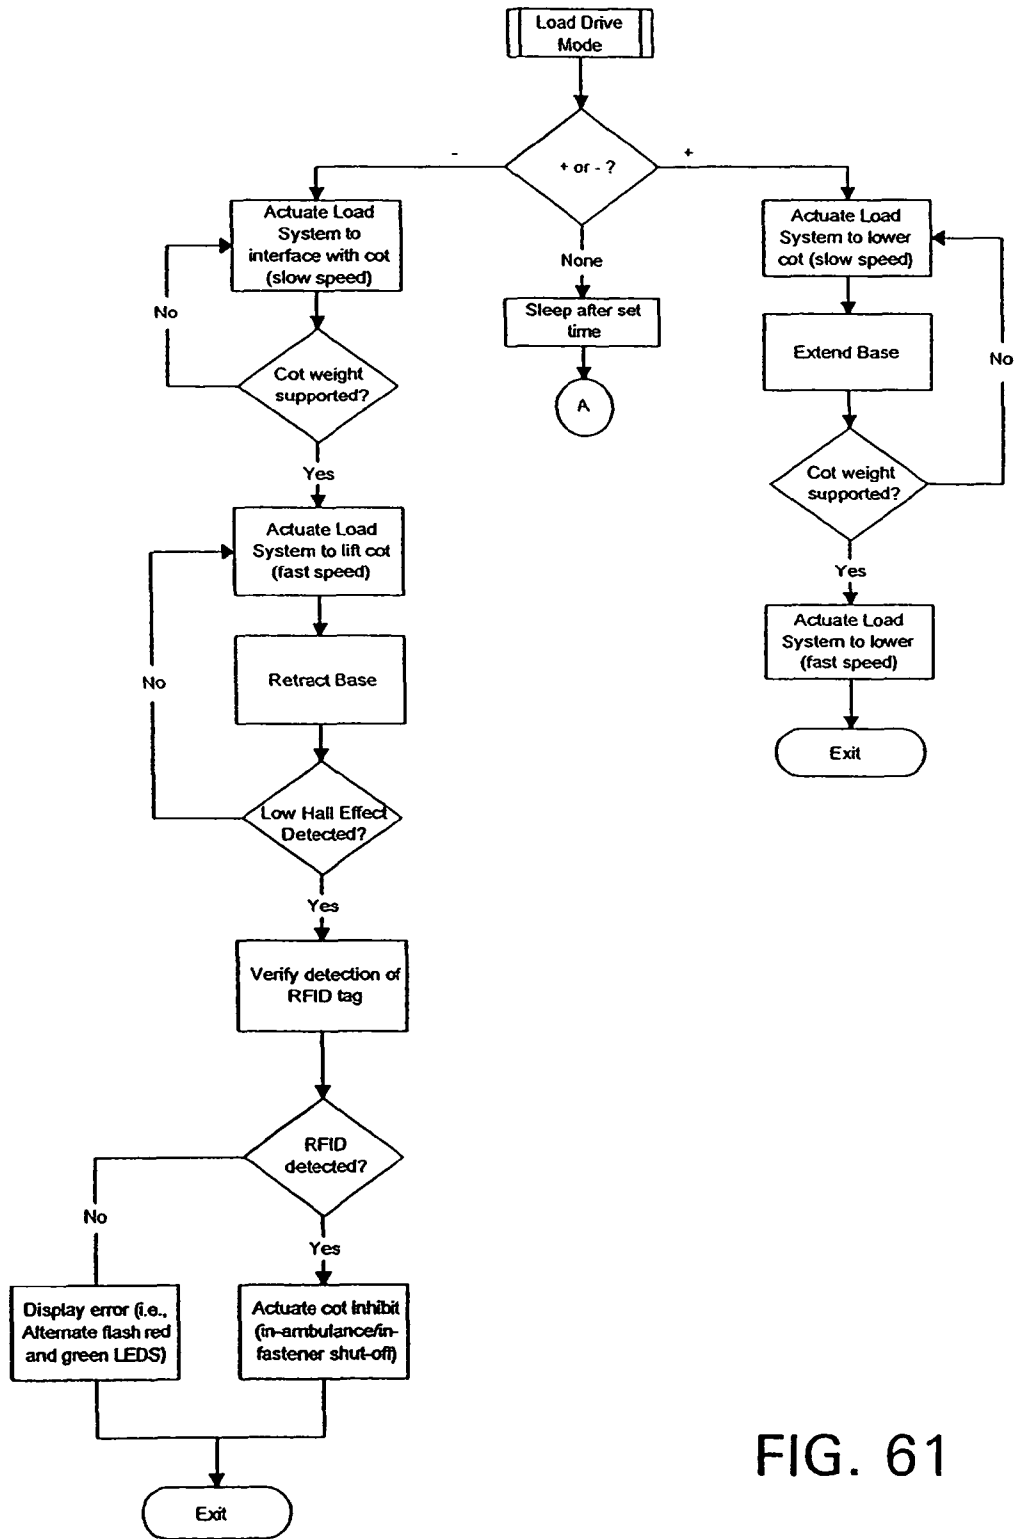 Load Drive
Mode
+ or - ?
-
+
None
Actuate Load
System to
interface with cot
(slow speed)
No
Cot weight
supported?
Yes
Actuate Load
System to lift cot
(fast speed)
Retract Base
No
Low Hall Effect
Detected?
Yes
Verify detection of
RFID tag
RFID
detected?
No
Yes
Display error (i.e.,
Alternate flash red
and green LEDS)
Actuate cot Inhibit
(in-ambulance/in-
fastener shut-off)
Exit
Sleep after set
time
A
Actuate Load
System to lower
cot (slow speed)
Extend Base
No
Cot weight
supported?
Yes
Actuate Load
System to lower
(fast speed)
Exit
FIG. 61